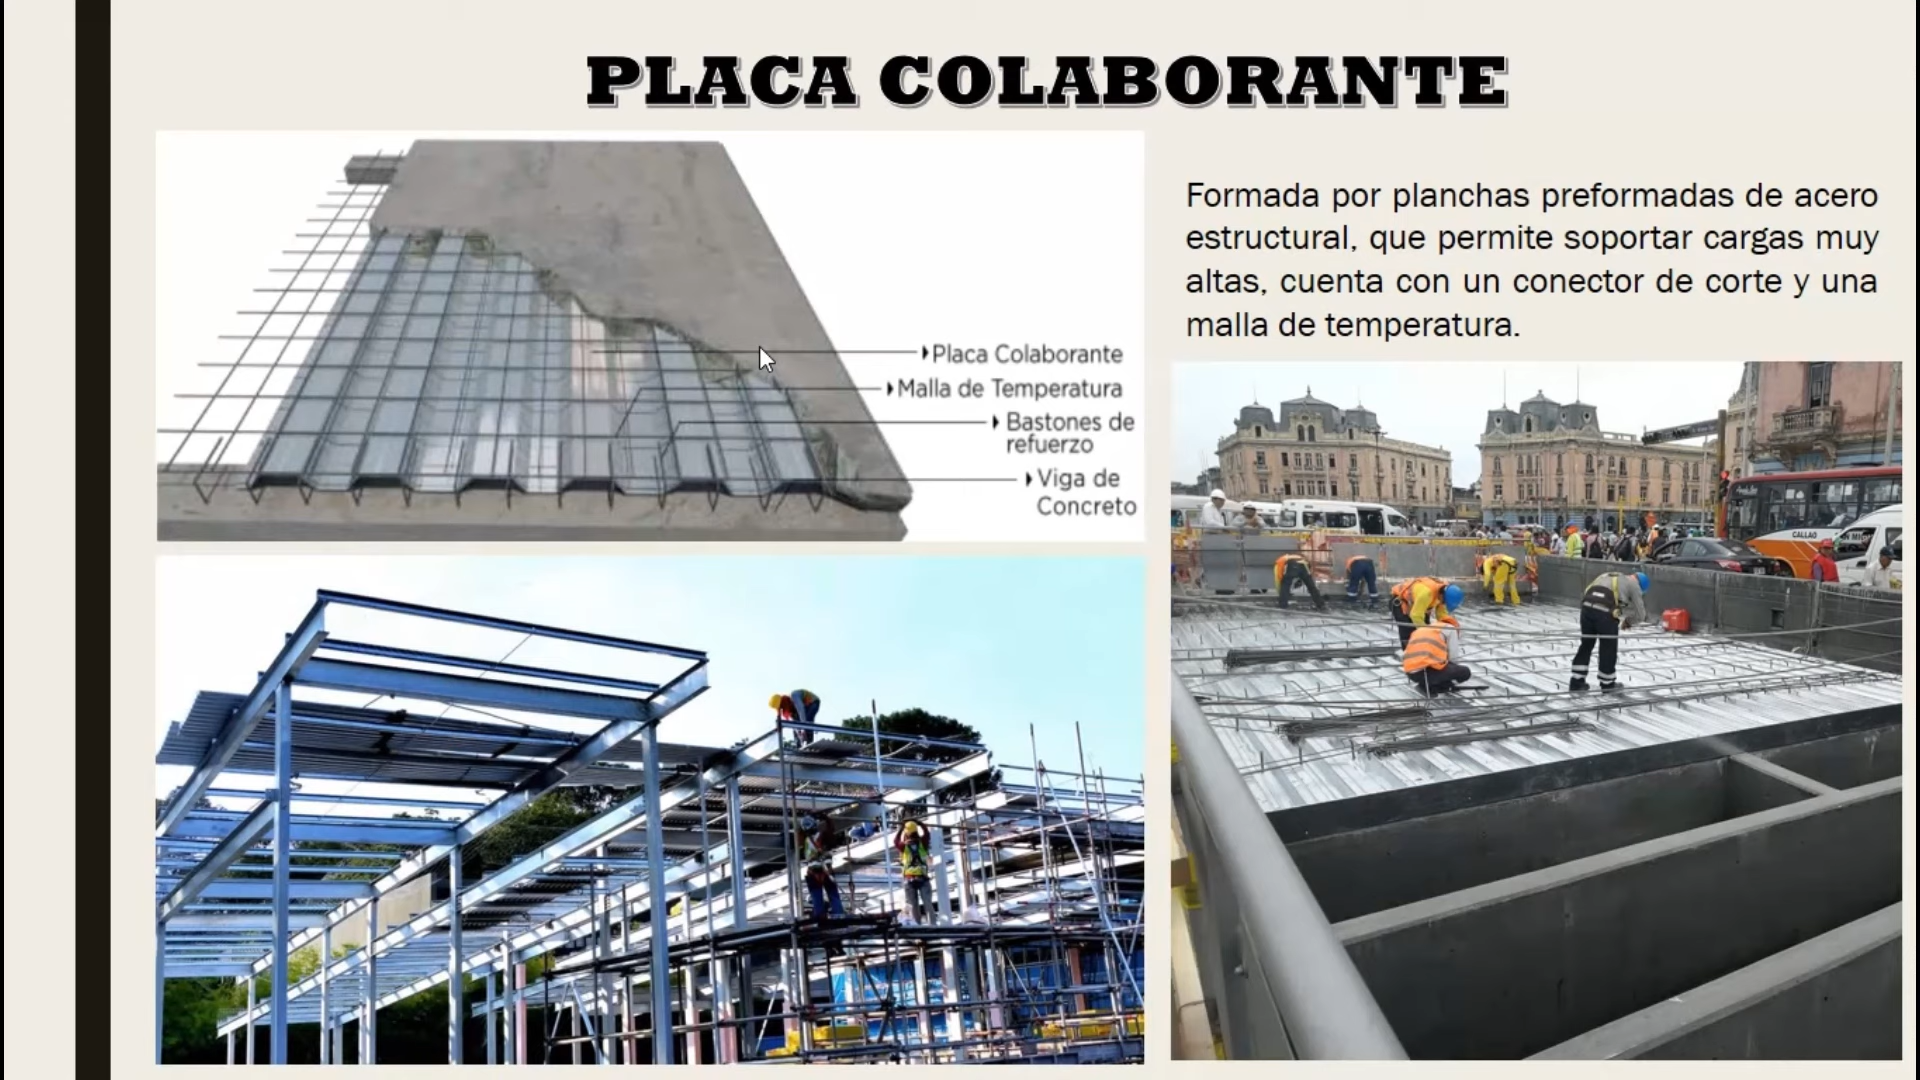 PLACA COLABORANTE
Formada por planchas preformadas de acero
estructural, que permite soportar cargas muy
altas, cuenta con un conector de corte y una
malla de temperatura.
Placa Colaborante
Malla de Temperatura
Bastones de
refuerzo
Viga de
Concreto
CALLAO